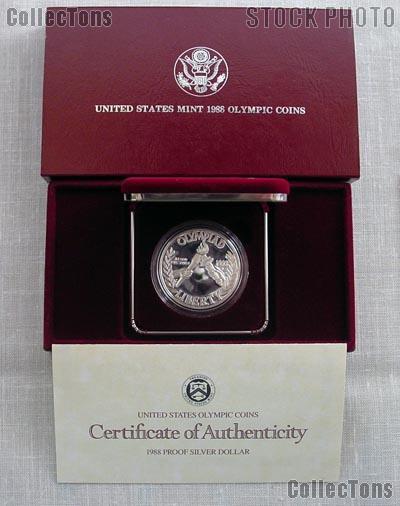 CollecTons
STOCK PHOTO
UNITED STATES MINT 1988 OLYMPIC COINS
OLYMPIAD
LIBERTY
UNITED STATES OLYMPIC COINS
Certificate of Authenticity
1988 PROOF SILVER DOLLAR
CollecTons